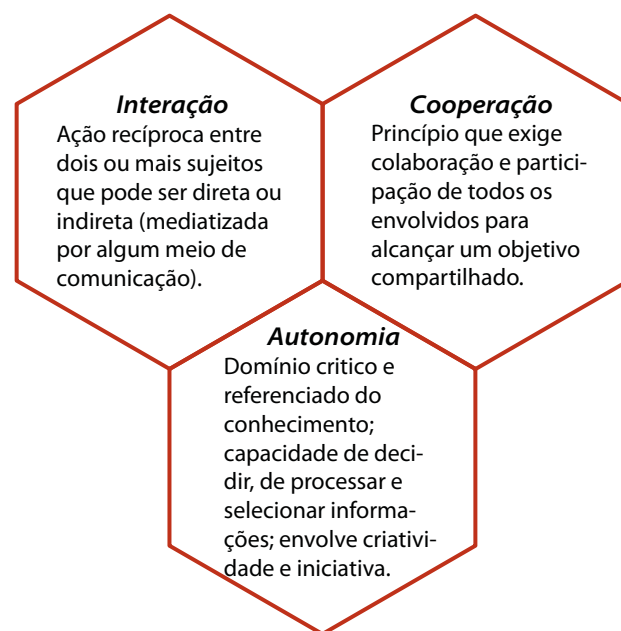 Interação
Ação recíproca entre
dois ou mais sujeitos
que pode ser direta ou
indireta (mediatizada
por algum meio de
comunicação).
Cooperação
Princípio que exige
colaboração e partici-
pação de todos os
envolvidos para
alcançar um objetivo
compartilhado.
Autonomia
Domínio critico e
referenciado do
conhecimento;
capacidade de deci-
dir, de processar e
selecionar informa-
ções; envolve criativi-
dade e iniciativa.